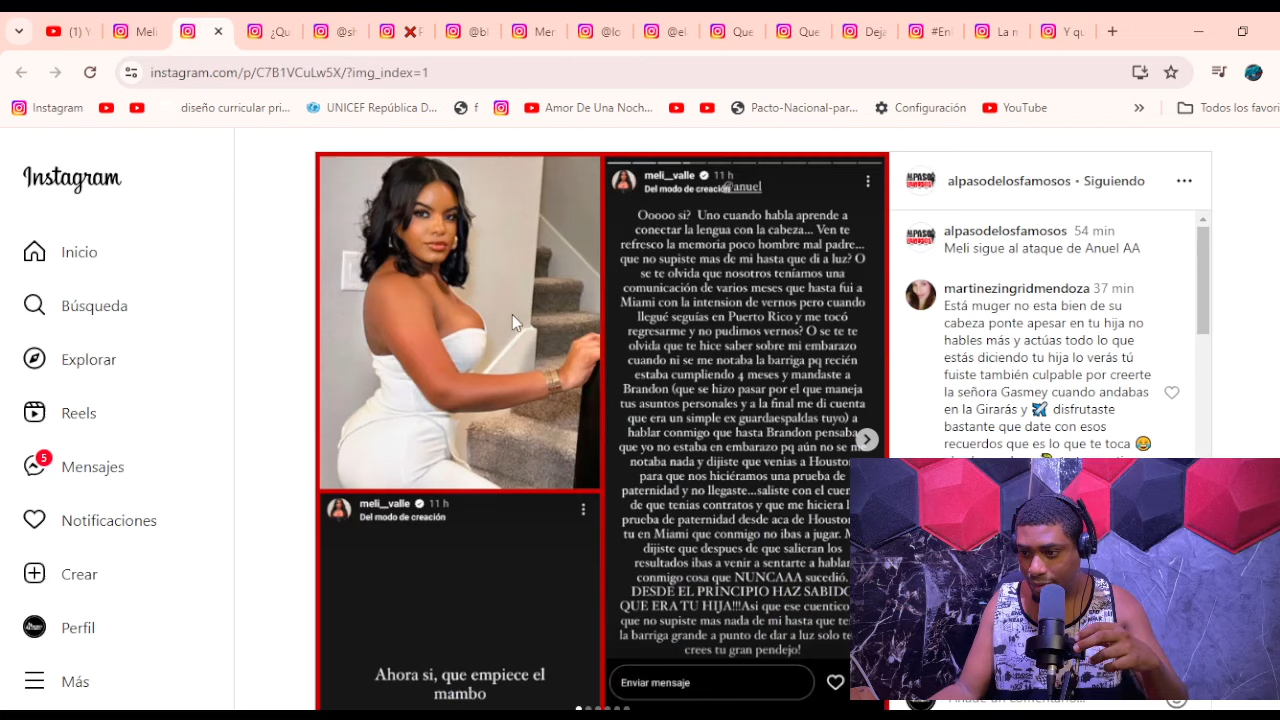 (1) Y
Meli
¿Qu
@sh
❌ F
@bl
Mer
@lo
@el
Que
Que
Deja
#En
La n
Y qu
instagram.com/p/C7B1VCuLw5X/?img_index=1
Instagram
diseño curricular pri...
UNICEF República D...
f
Amor De Una Noch...
Pacto-Nacional-par...
Configuración
YouTube
»
Todos los favori
Instagram
Inicio
Búsqueda
Explorar
Reels
5
Mensajes
Notificaciones
Crear
Perfil
Más
meli__valle 11 h
Del modo de creación
Ahora si, que empiece el
mambo
meli__valle 11 h
Del modo de creación
@anuel
Ooooo si? Uno cuando habla aprende a
conectar la lengua con la cabeza... Ven te
refresco la memoria poco hombre mal padre...
que no supiste mas de mi hasta que di a luz? O
se te olvida que nosotros teníamos una
comunicación de varios meses que hasta fui a
Miami con la intension de vernos pero cuando
llegué seguías en Puerto Rico y me tocó
regresarme y no pudimos vernos? O se te te
olvida que te hice saber sobre mi embarazo
cuando ni se me notaba la barriga pq recién
estaba cumpliendo 4 meses y mandaste a
Brandon (que se hizo pasar por el que maneja
tus asuntos personales y a la final me di cuenta
que era un simple ex guardaespaldas tuyo) a
hablar conmigo que hasta Brandon pensaba
que yo no estaba en embarazo pq aún no se me
notaba nada y dijiste que venias a Houston
para que nos hiciéramos una prueba de
paternidad y no llegaste...saliste con el cuen
de que tenias contratos y que me hiciera l
prueba de paternidad desde aca de Houston
tu en Miami que conmigo no ibas a jugar. M
dijiste que despues de que salieran los
resultados ibas a venir a sentarte a hablar
conmigo cosa que NUNCAAA sucedió.
DESDE EL PRINCIPIO HAZ SABIDO
QUE ERA TU HIJA!!!Asi que ese cuentico
que no supiste mas nada de mi hasta que te
la barriga grande a punto de dar a luz solo te
crees tu gran pendejo!
Enviar mensaje
alpasodelosfamosos • Siguiendo
alpasodelosfamosos 54 min
Meli sigue al ataque de Anuel AA
martinezingridmendoza 37 min
Está muger no esta bien de su
cabeza ponte apesar en tu hija no
hables más y actúas todo lo que
estás diciendo tu hija lo verás tú
fuiste también culpable por creerte
la señora Gasmey cuando andabas
en la Girarás y ✈️ disfrutaste
bastante que date con esos
recuerdos que es lo que te toca 😂